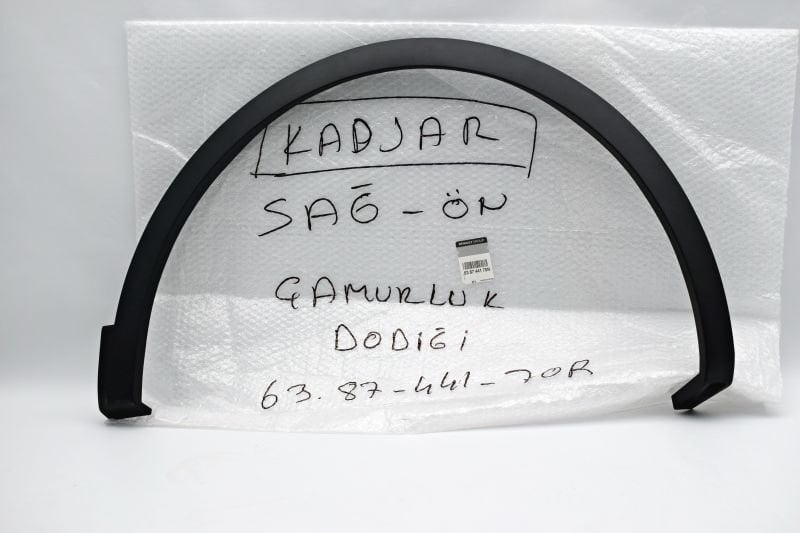 KADJAR
SAĞ - ÖN
ÇAMURLUK
DODİĞİ
63.87-441-70R